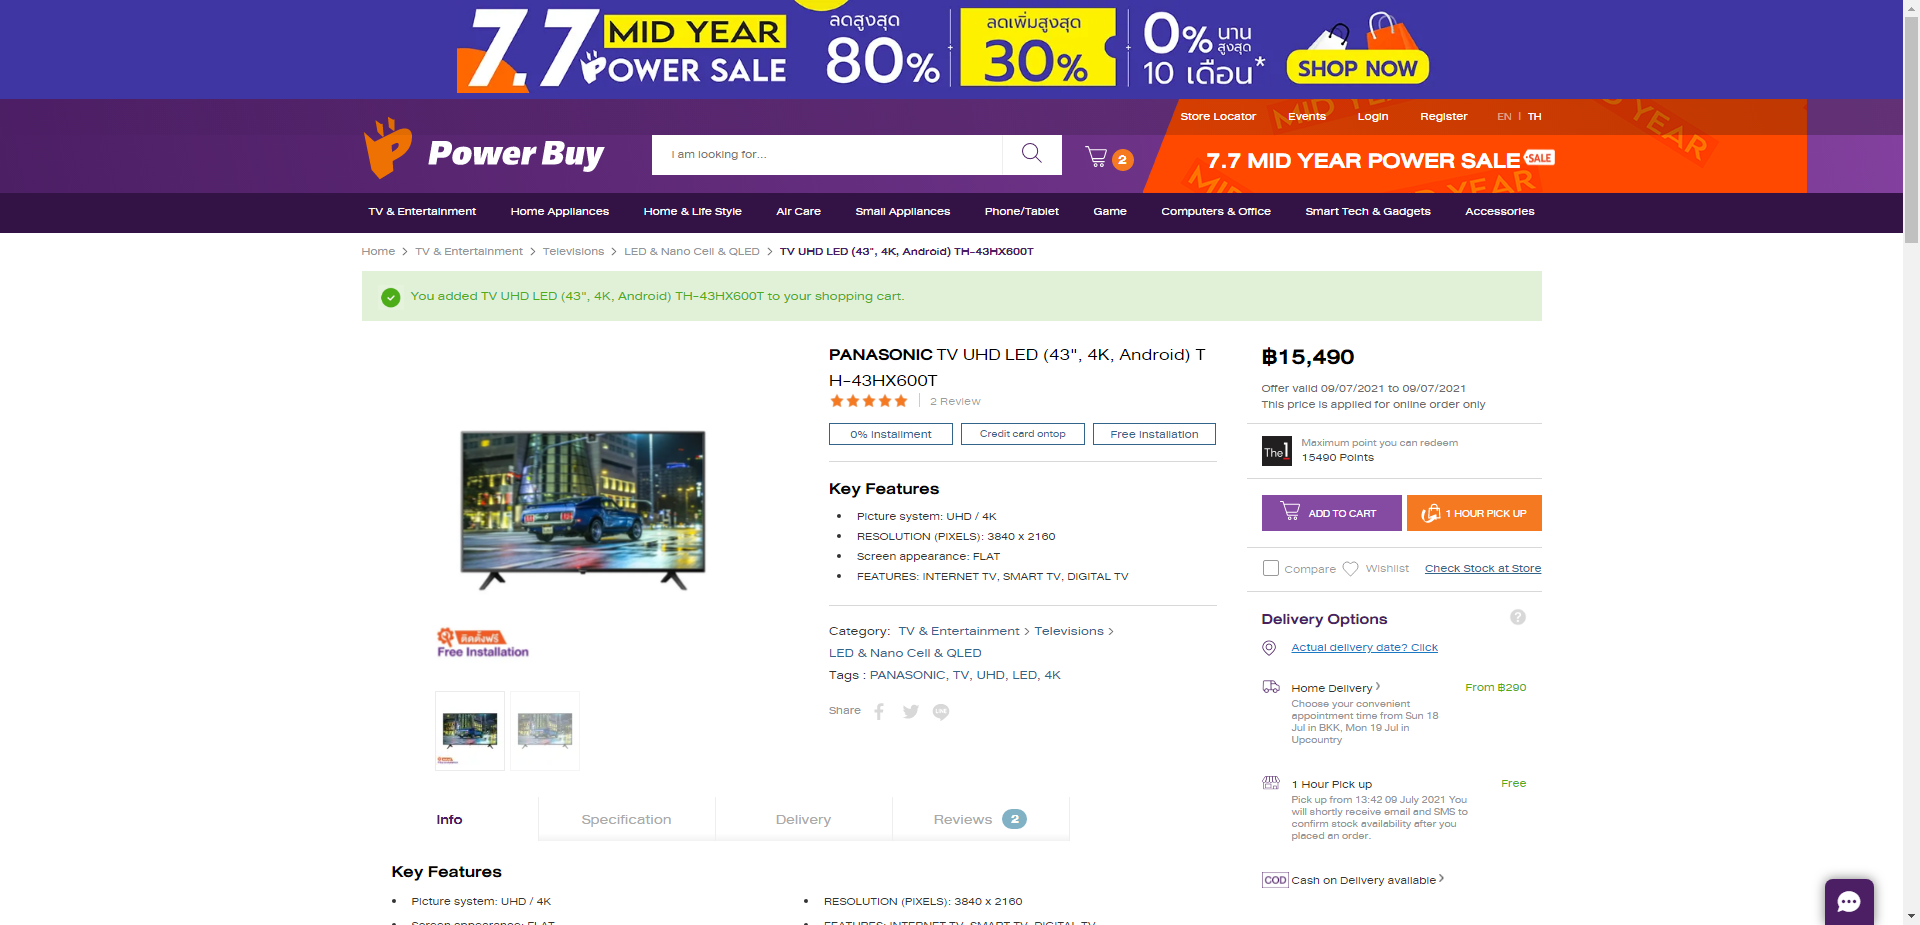 7.7 MID YEAR
POWER SALE
ลดสูงสุด
80%
ลดเพิ่มสูงสุด
30%
0% นาน
สูงสุด
10 เดือน*
SHOP NOW
Store Locator
Events
Login
Register
EN | TH
Power Buy
I am looking for...
2
7.7 MID YEAR POWER SALE SALE
TV & Entertainment
Home Appliances
Home & Life Style
Air Care
Small Appliances
Phone/Tablet
Game
Computers & Office
Smart Tech & Gadgets
Accessories
Home > TV & Entertainment > Televisions > LED & Nano Cell & QLED > TV UHD LED (43", 4K, Android) TH-43HX600T
You added TV UHD LED (43", 4K, Android) TH-43HX600T to your shopping cart.
PANASONIC TV UHD LED (43", 4K, Android) T
H-43HX600T
2 Review
0% Installment
Credit card ontop
Free Installation
Key Features
Picture system: UHD / 4K
RESOLUTION (PIXELS): 3840 x 2160
Screen appearance: FLAT
FEATURES: INTERNET TV, SMART TV, DIGITAL TV
Category: TV & Entertainment > Televisions >
LED & Nano Cell & QLED
Tags : PANASONIC, TV, UHD, LED, 4K
Share
ติดตั้งฟรี
Free Installation
฿15,490
Offer valid 09/07/2021 to 09/07/2021
This price is applied for online order only
The1
Maximum point you can redeem
15490 Points
ADD TO CART
1 HOUR PICK UP
Compare
Wishlist
Check Stock at Store
Delivery Options
?
Actual delivery date? Click
Home Delivery >
From ฿290
Choose your convenient
appointment time from Sun 18
Jul in BKK, Mon 19 Jul in
Upcountry
1 Hour Pick up
Free
Pick up from 13:42 09 July 2021 You
will shortly receive email and SMS to
confirm stock availability after you
placed an order.
COD Cash on Delivery available >
Info
Specification
Delivery
Reviews 2
Key Features
Picture system: UHD / 4K
RESOLUTION (PIXELS): 3840 x 2160
Screen appearance: FLAT
FEATURES: INTERNET TV, SMART TV, DIGITAL TV